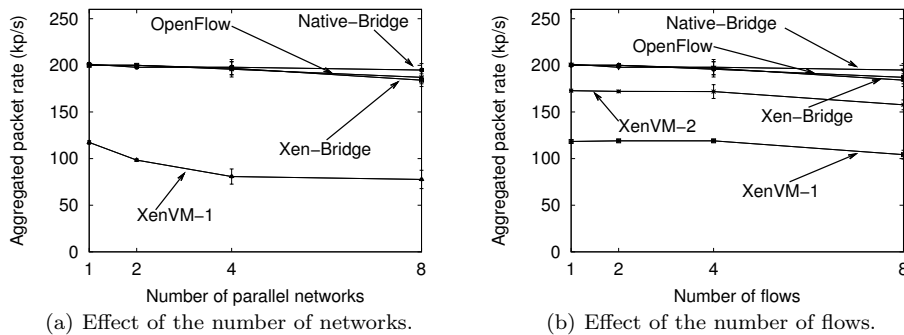 Aggregated packet rate (kp/s)
250
200
150
100
50
0
OpenFlow
Native-Bridge
Xen-Bridge
XenVM-1
1
2
4
8
Number of parallel networks
(a) Effect of the number of networks.
Aggregated packet rate (kp/s)
250
200
150
100
50
0
Native-Bridge
OpenFlow
XenVM-2
Xen-Bridge
XenVM-1
1
2
4
8
Number of flows
(b) Effect of the number of flows.